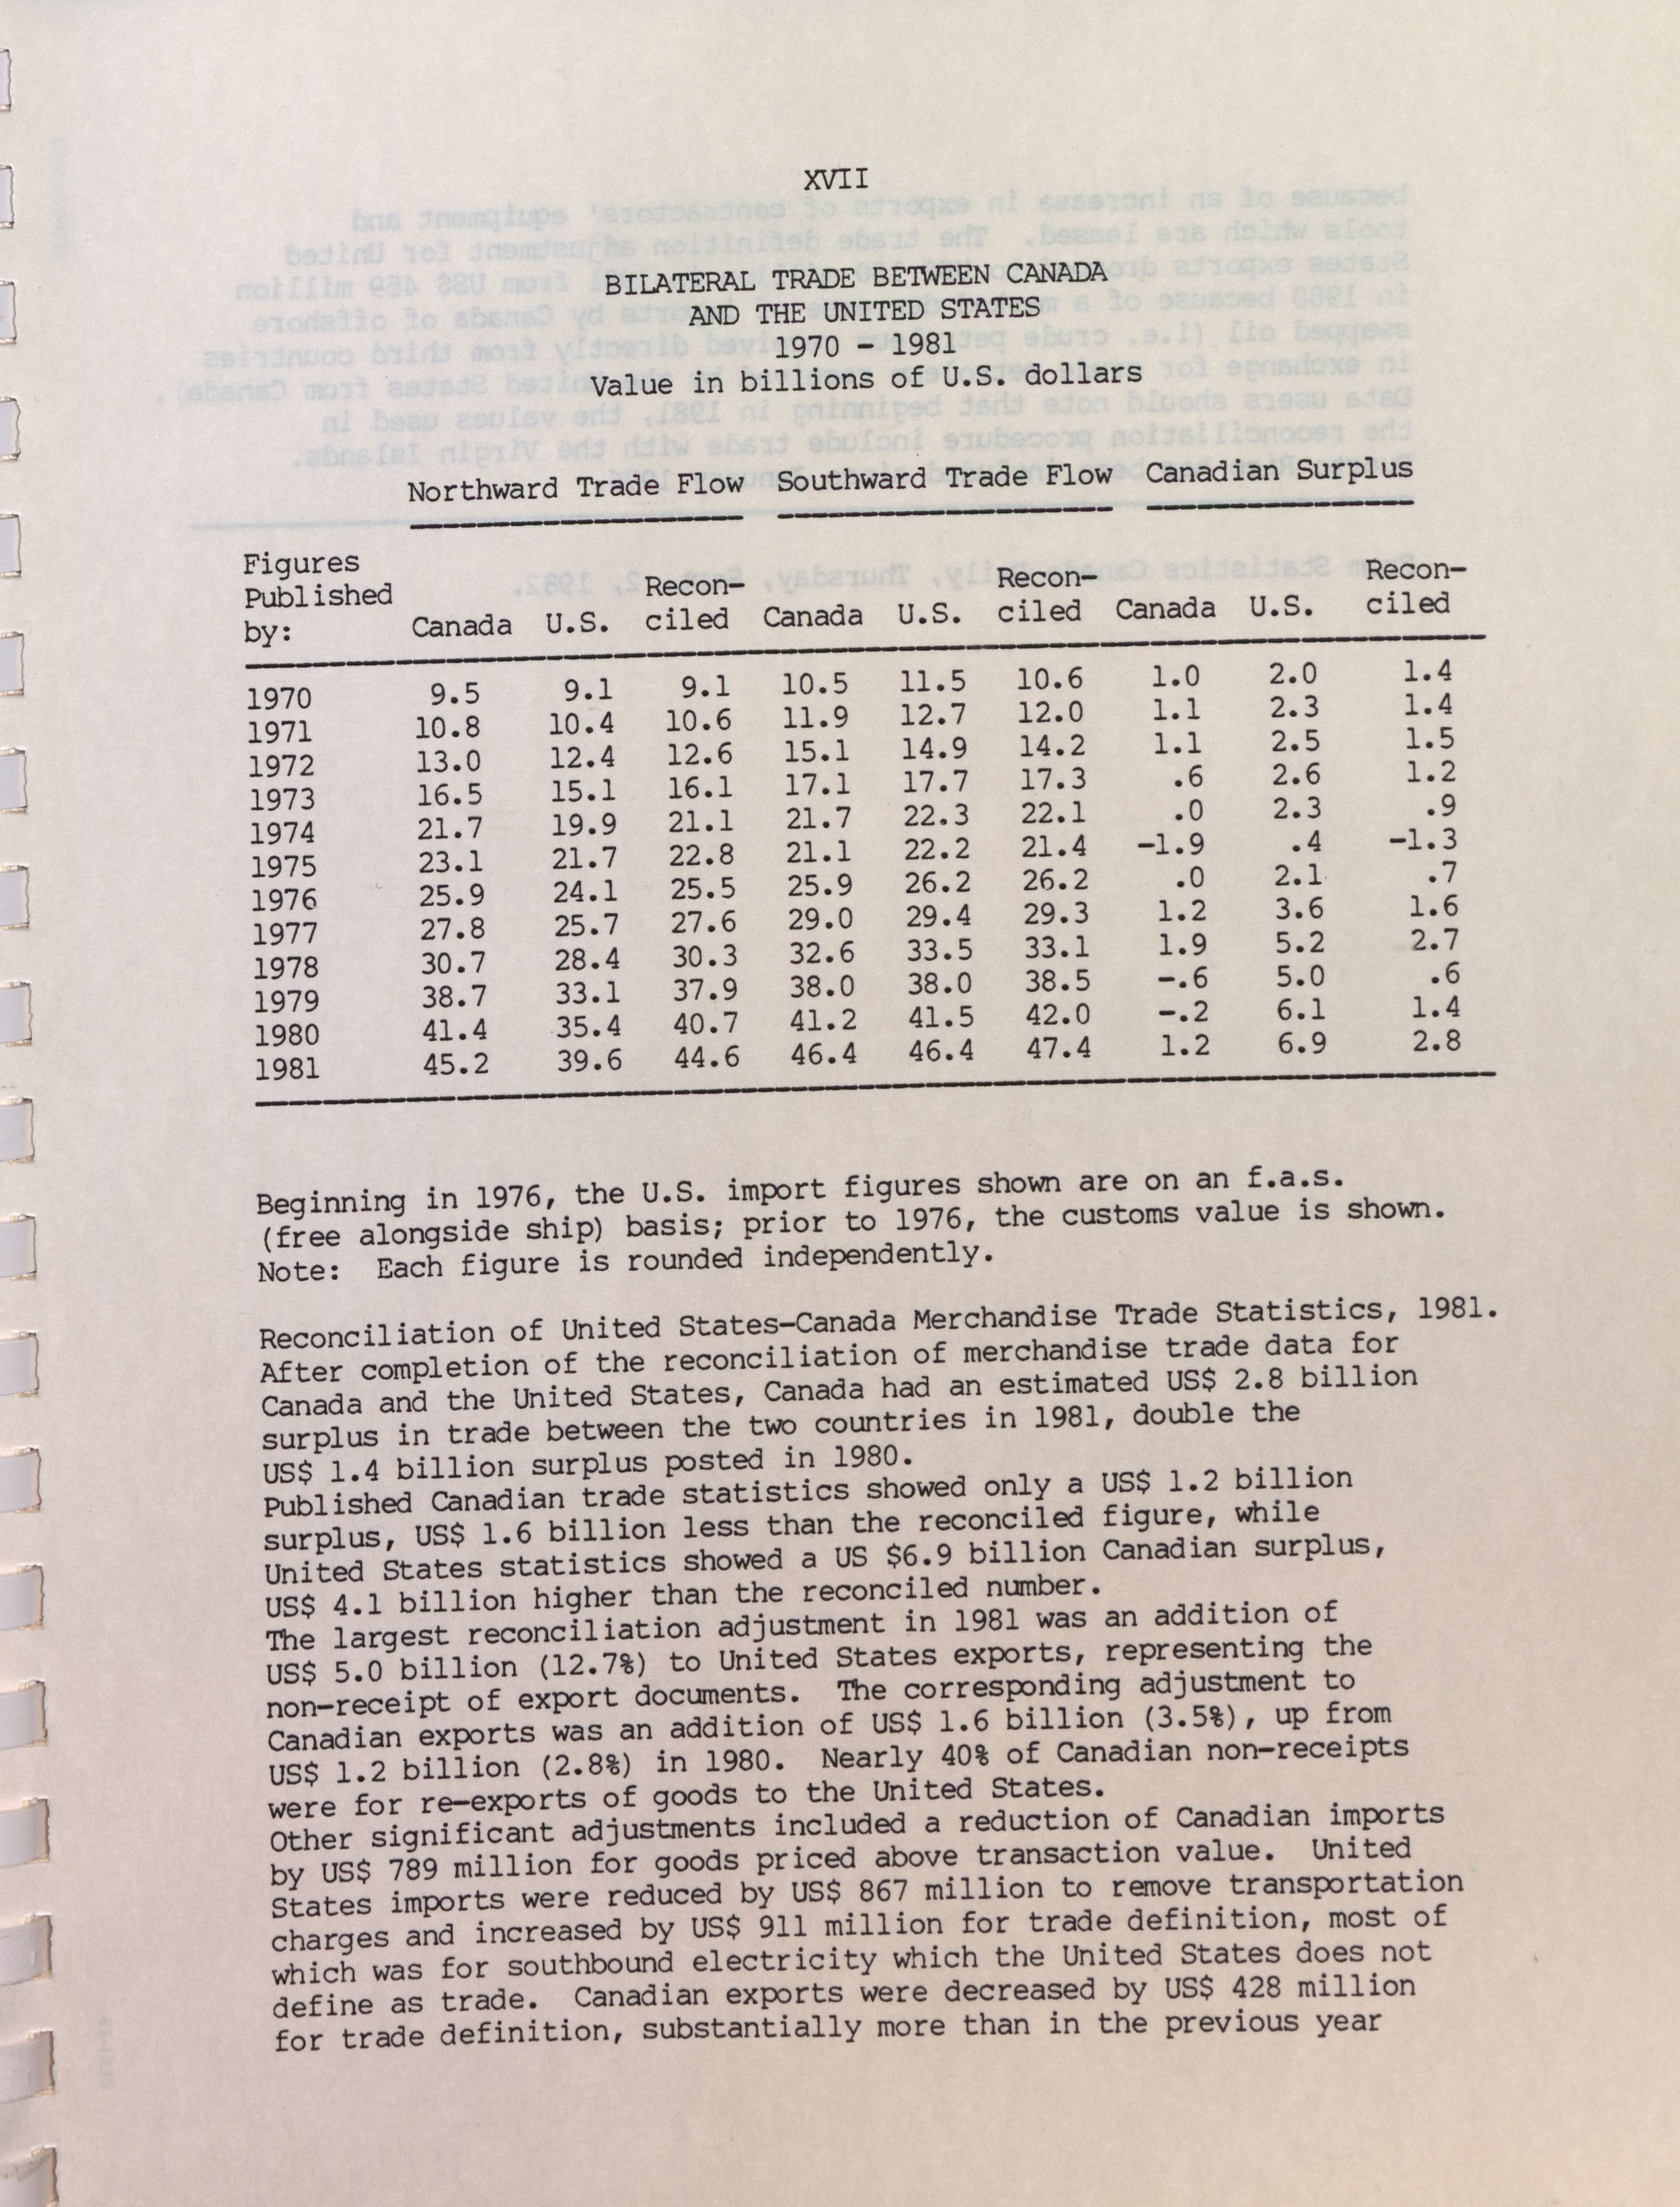 XVII
BILATERAL TRADE BETWEEN CANADA
AND THE UNITED STATES
1970 - 1981
Value in billions of U.S. dollars
Northward Trade Flow Southward Trade Flow Canadian Surplus
Figures
Published Recon- Recon- Recon-
by: Canada U.S. ciled Canada U.S. ciled Canada U.S. ciled
1970 9.5 9.1 9.1 10.5 11.5 10.6 1.0 2.0 1.4
1971 10.8 10.4 10.6 11.9 12.7 12.0 1.1 2.3 1.4
1972 13.0 12.4 12.6 15.1 14.9 14.2 1.1 2.5 1.5
1973 16.5 15.1 16.1 17.1 17.7 17.3 .6 2.6 1.2
1974 21.7 19.9 21.1 21.7 22.3 22.1 .0 2.3 .9
1975 23.1 21.7 22.8 21.1 22.2 21.4 -1.9 .4 -1.3
1976 25.9 24.1 25.5 25.9 26.2 26.2 .0 2.1 .7
1977 27.8 25.7 27.6 29.0 29.4 29.3 1.2 3.6 1.6
1978 30.7 28.4 30.3 32.6 33.5 33.1 1.9 5.2 2.7
1979 38.7 33.1 37.9 38.0 38.0 38.5 -.6 5.0 .6
1980 41.4 35.4 40.7 41.2 41.5 42.0 -.2 6.1 1.4
1981 45.2 39.6 44.6 46.4 46.4 47.4 1.2 6.9 2.8
Beginning in 1976, the U.S. import figures shown are on an f.a.s.
(free alongside ship) basis; prior to 1976, the customs value is shown.
Note: Each figure is rounded independently.
Reconciliation of United States-Canada Merchandise Trade Statistics, 1981.
After completion of the reconciliation of merchandise trade data for
Canada and the United States, Canada had an estimated US$ 2.8 billion
surplus in trade between the two countries in 1981, double the
US$ 1.4 billion surplus posted in 1980.
Published Canadian trade statistics showed only a US$ 1.2 billion
surplus, US$ 1.6 billion less than the reconciled figure, while
United States statistics showed a US $6.9 billion Canadian surplus,
US$ 4.1 billion higher than the reconciled number.
The largest reconciliation adjustment in 1981 was an addition of
US$ 5.0 billion (12.7%) to United States exports, representing the
non-receipt of export documents. The corresponding adjustment to
Canadian exports was an addition of US$ 1.6 billion (3.5%), up from
US$ 1.2 billion (2.8%) in 1980. Nearly 40% of Canadian non-receipts
were for re-exports of goods to the United States.
Other significant adjustments included a reduction of Canadian imports
by US$ 789 million for goods priced above transaction value. United
States imports were reduced by US$ 867 million to remove transportation
charges and increased by US$ 911 million for trade definition, most of
which was for southbound electricity which the United States does not
define as trade. Canadian exports were decreased by US$ 428 million
for trade definition, substantially more than in the previous year